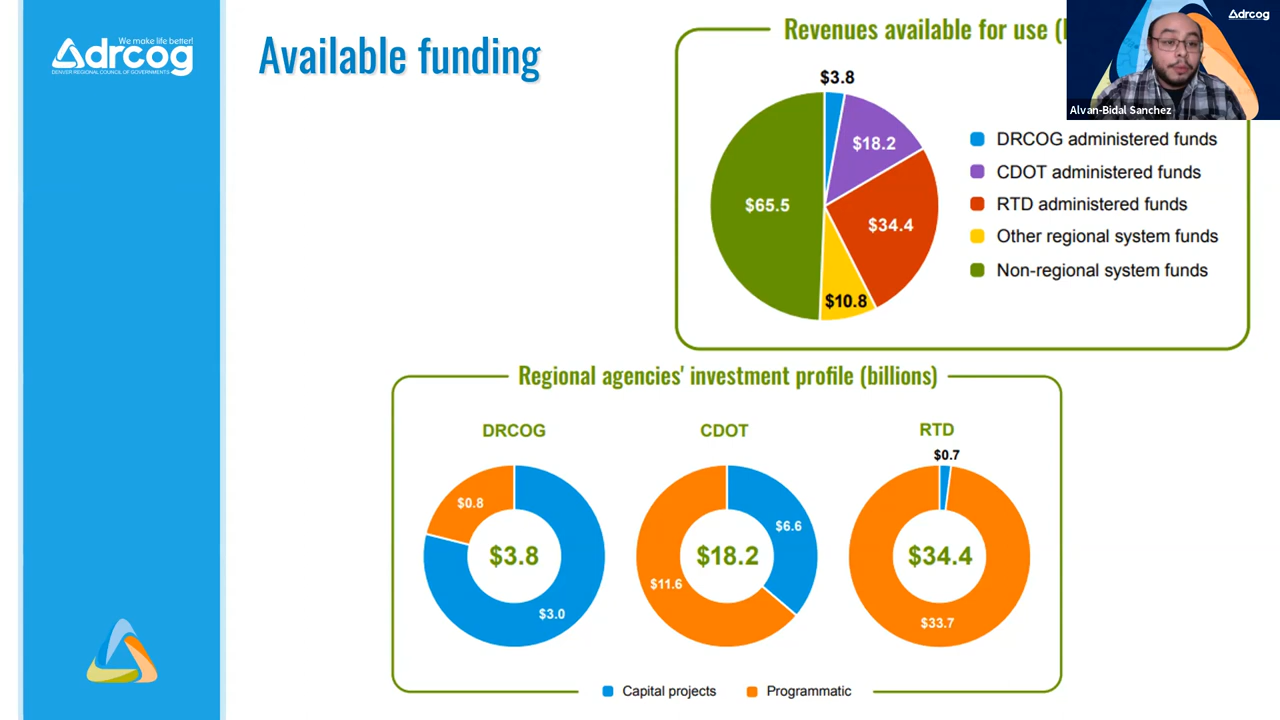 We make life better!
drcog
DENVER REGIONAL COUNCIL OF GOVERNMENTS
Available funding
Revenues available for use (
drcog
Alvan-Bidal Sanchez
$3.8
$18.2
$34.4
$10.8
$65.5
DRCOG administered funds
CDOT administered funds
RTD administered funds
Other regional system funds
Non-regional system funds
Regional agencies' investment profile (billions)
DRCOG
$0.8
$3.8
$3.0
CDOT
$6.6
$18.2
$11.6
RTD
$0.7
$34.4
$33.7
Capital projects
Programmatic